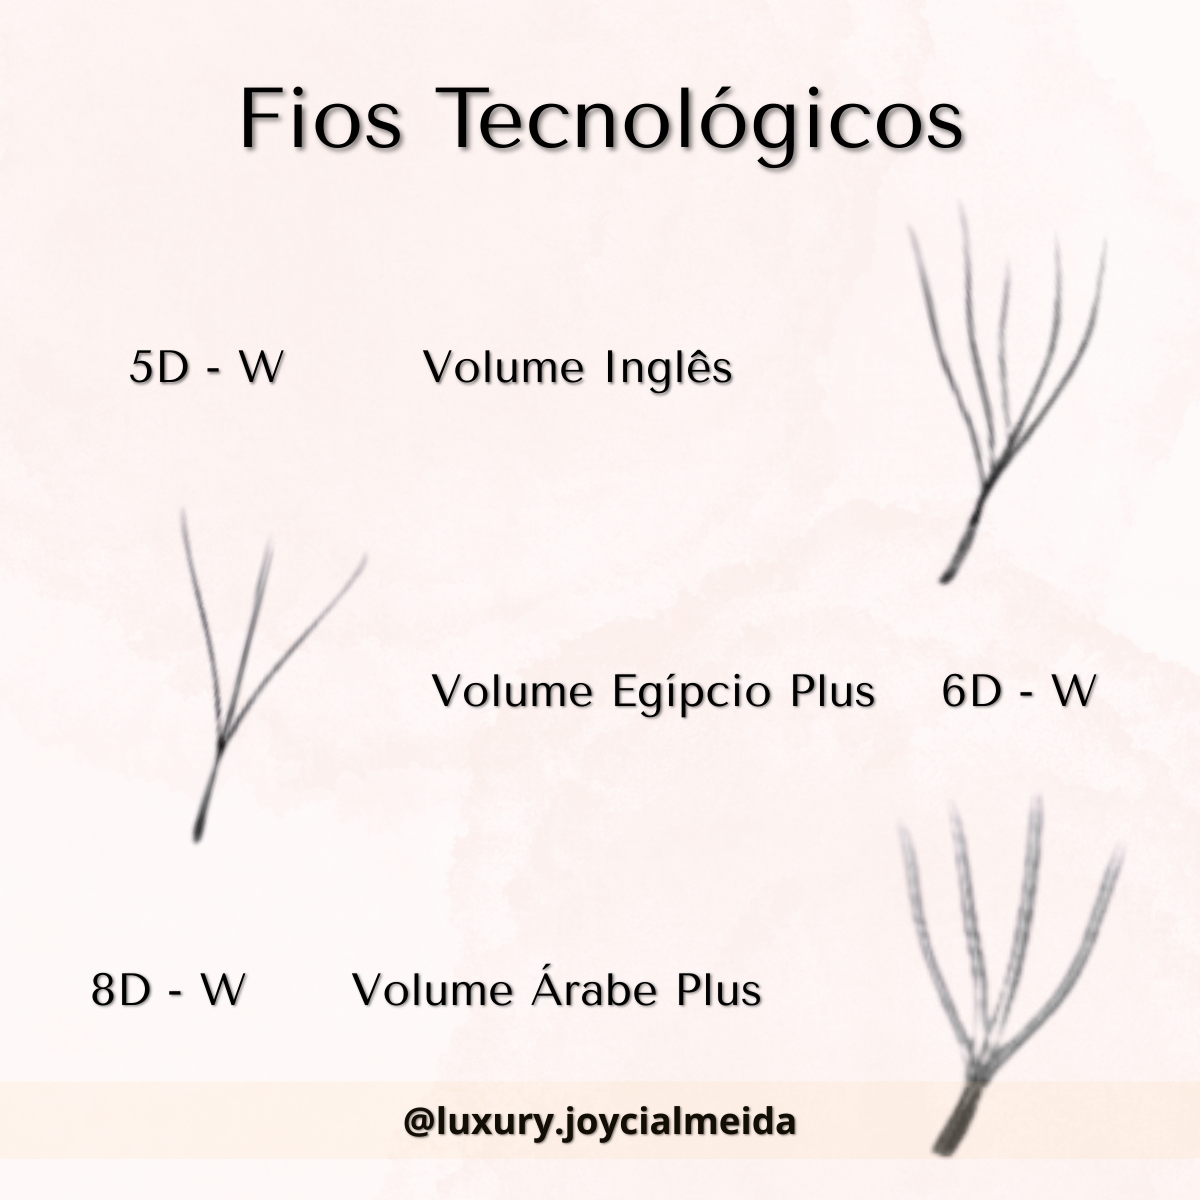 Fios Tecnológicos
5D - W Volume Inglês
Volume Egípcio Plus 6D - W
8D - W Volume Árabe Plus
@luxury.joycialmeida